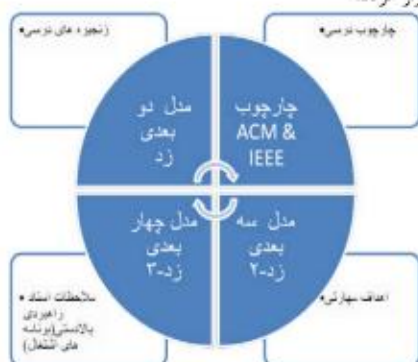 چارچوب درسی•
زنجیره های درسی•
چارچوب
ACM &
IEEE
مدل دو
بعدی
زد
مدل سه
بعدی
زد-۲
مدل چهار
بعدی
زد-۳
اهداف مهارتی•
ملاحظات اسناد •
راهبردی
بالادستی(برنامه
های اشتغال)